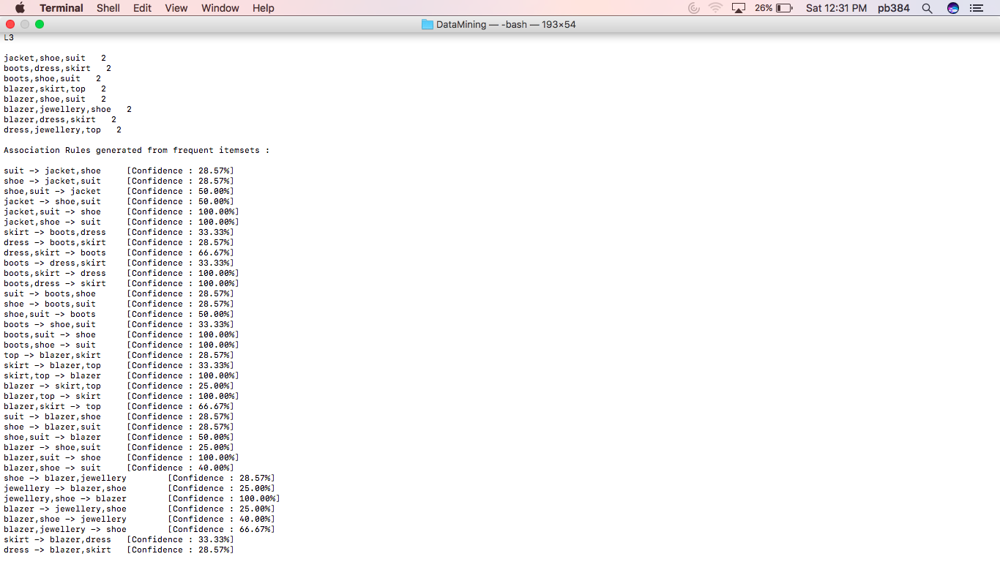 Terminal Shell Edit View Window Help 26% Sat 12:31 PM pb384
DataMining — -bash — 193×54
L3
jacket,shoe,suit 2
boots,dress,skirt 2
boots,shoe,suit 2
blazer,skirt,top 2
blazer,shoe,suit 2
blazer,jewellery,shoe 2
blazer,dress,skirt 2
dress,jewellery,top 2
Association Rules generated from frequent itemsets :
suit -> jacket,shoe [Confidence : 28.57%]
shoe -> jacket,suit [Confidence : 28.57%]
shoe,suit -> jacket [Confidence : 50.00%]
jacket -> shoe,suit [Confidence : 50.00%]
jacket,suit -> shoe [Confidence : 100.00%]
jacket,shoe -> suit [Confidence : 100.00%]
skirt -> boots,dress [Confidence : 33.33%]
dress -> boots,skirt [Confidence : 28.57%]
dress,skirt -> boots [Confidence : 66.67%]
boots -> dress,skirt [Confidence : 33.33%]
boots,skirt -> dress [Confidence : 100.00%]
boots,dress -> skirt [Confidence : 100.00%]
suit -> boots,shoe [Confidence : 28.57%]
shoe -> boots,suit [Confidence : 28.57%]
shoe,suit -> boots [Confidence : 50.00%]
boots -> shoe,suit [Confidence : 33.33%]
boots,suit -> shoe [Confidence : 100.00%]
boots,shoe -> suit [Confidence : 100.00%]
top -> blazer,skirt [Confidence : 28.57%]
skirt -> blazer,top [Confidence : 33.33%]
skirt,top -> blazer [Confidence : 100.00%]
blazer -> skirt,top [Confidence : 25.00%]
blazer,top -> skirt [Confidence : 100.00%]
blazer,skirt -> top [Confidence : 66.67%]
suit -> blazer,shoe [Confidence : 28.57%]
shoe -> blazer,suit [Confidence : 28.57%]
shoe,suit -> blazer [Confidence : 50.00%]
blazer -> shoe,suit [Confidence : 25.00%]
blazer,suit -> shoe [Confidence : 100.00%]
blazer,shoe -> suit [Confidence : 40.00%]
shoe -> blazer,jewellery [Confidence : 28.57%]
jewellery -> blazer,shoe [Confidence : 25.00%]
jewellery,shoe -> blazer [Confidence : 100.00%]
blazer -> jewellery,shoe [Confidence : 25.00%]
blazer,shoe -> jewellery [Confidence : 40.00%]
blazer,jewellery -> shoe [Confidence : 66.67%]
skirt -> blazer,dress [Confidence : 33.33%]
dress -> blazer,skirt [Confidence : 28.57%]